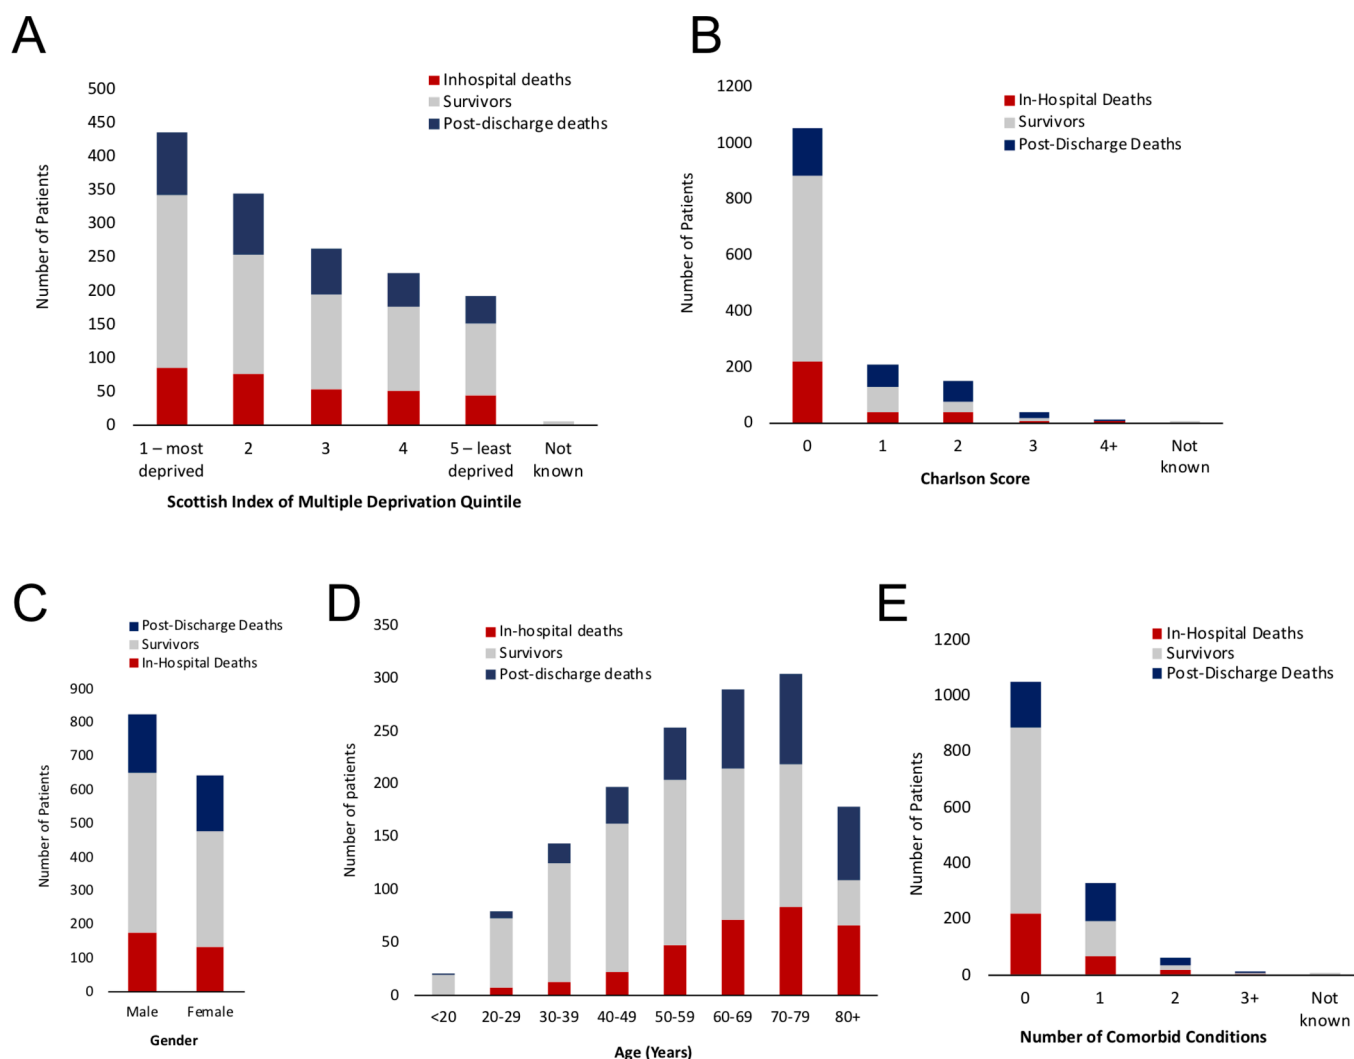 A
Inhospital deaths
Survivors
Post-discharge deaths
500
450
400
350
300
250
200
150
100
50
0
Number of Patients
1 – most deprived
2
3
4
5 – least deprived
Not known
Scottish Index of Multiple Deprivation Quintile
B
In-Hospital Deaths
Survivors
Post-Discharge Deaths
1200
1000
800
600
400
200
0
Number of Patients
0
1
2
3
4+
Not known
Charlson Score
C
Post-Discharge Deaths
Survivors
In-Hospital Deaths
900
800
700
600
500
400
300
200
100
0
Number of Patients
Male
Female
Gender
D
In-hospital deaths
Survivors
Post-discharge deaths
350
300
250
200
150
100
50
0
Number of patients
<20
20-29
30-39
40-49
50-59
60-69
70-79
80+
Age (Years)
E
In-Hospital Deaths
Survivors
Post-Discharge Deaths
1200
1000
800
600
400
200
0
Number of Patients
0
1
2
3+
Not known
Number of Comorbid Conditions